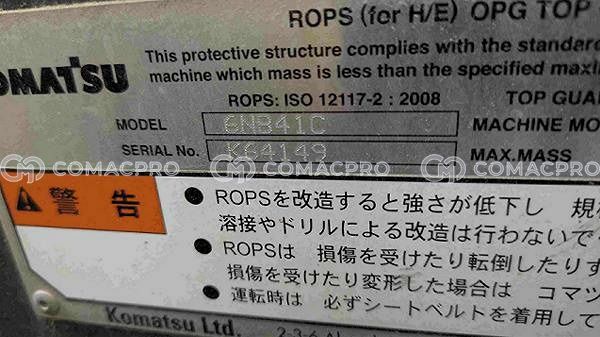 ROPS (for H/E) OPG TOP
This protective structure complies with the standard
machine which mass is less than the specified maxi
KOMATSU
ROPS: ISO 12117-2 : 2008 TOP GUA
MODEL 6NB41C MACHINE MO
SERIAL No. K64149 MAX.MASS
COMACPRO COMACPRO COMACPRO
警告
● ROPSを改造すると強さが低下し 規
溶接やドリルによる改造は行わないで
● ROPSは 損傷を受けたり転倒したりす
損傷を受けたり変形した場合は コマツ
● 運転時は 必ずシートベルトを着用して
Komatsu Ltd. 2-3-6